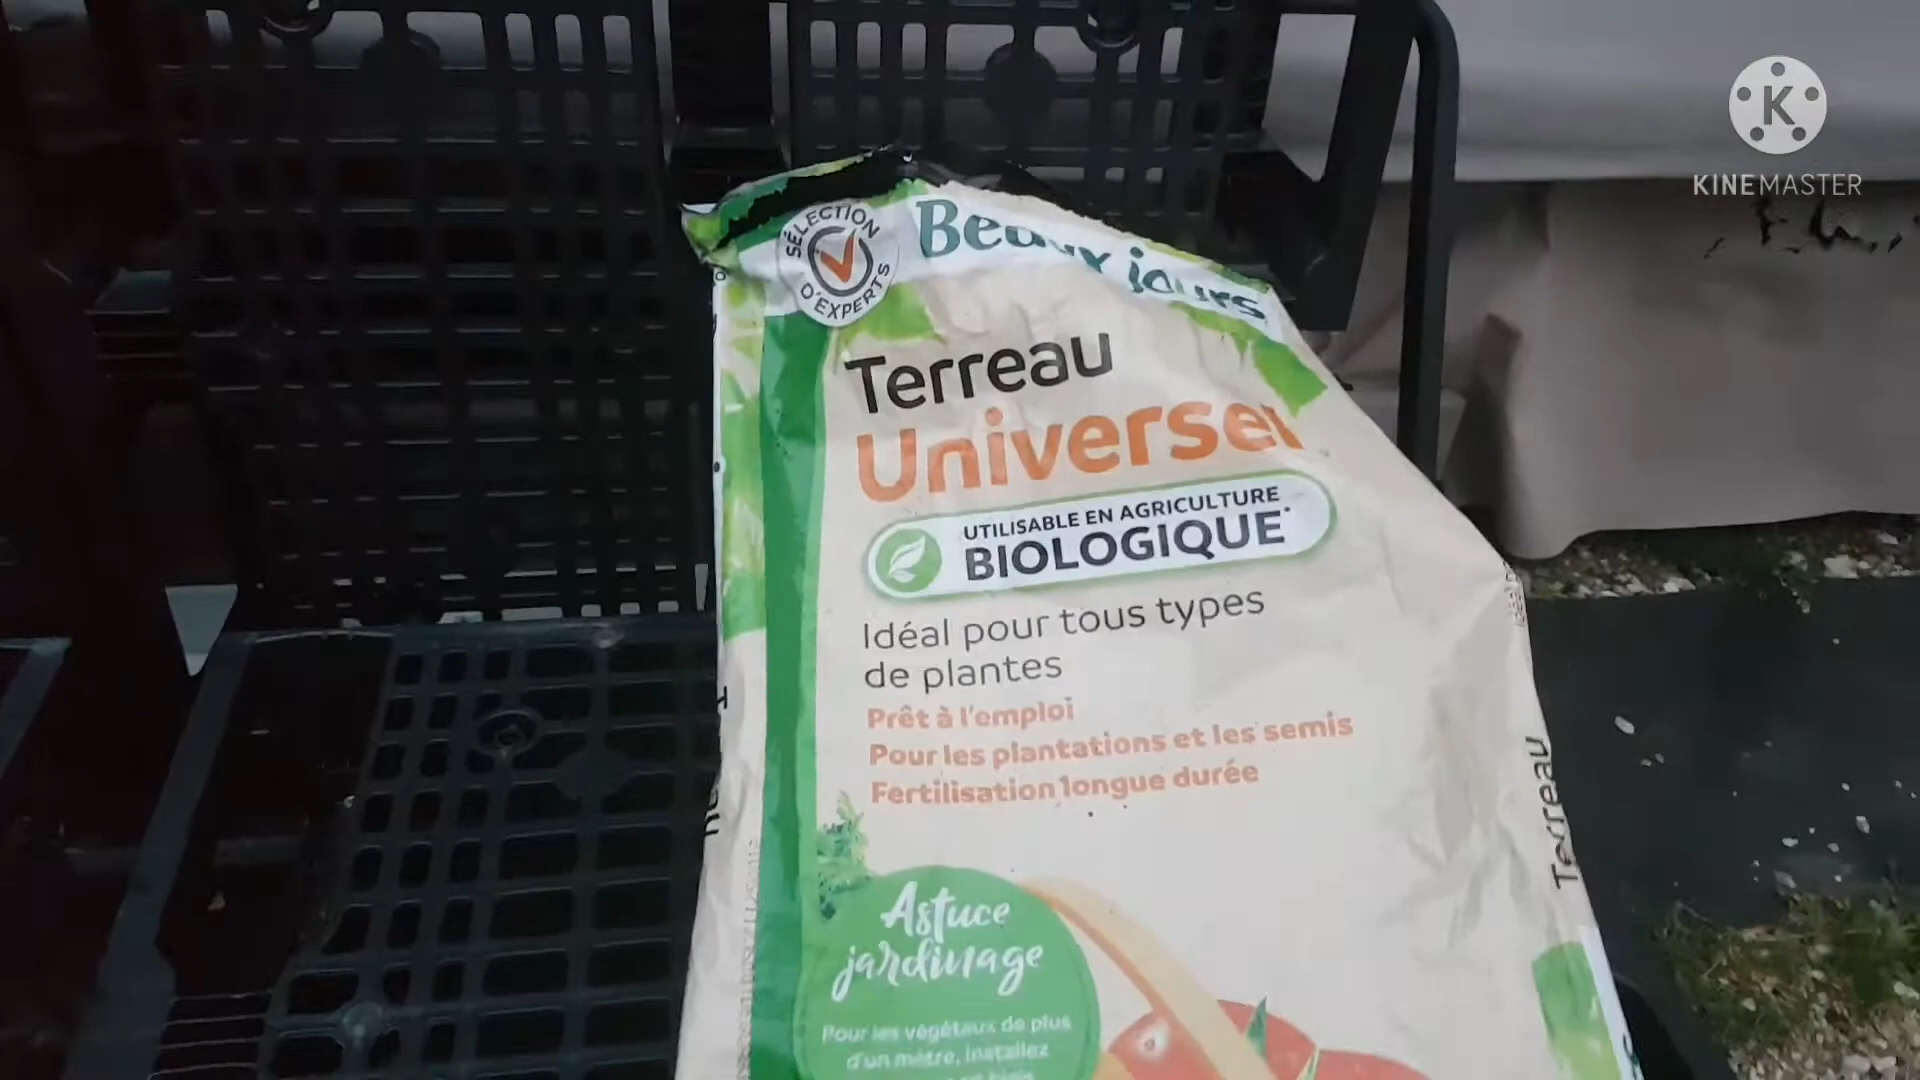 KINEMASTER
SÉLECTION
D'EXPERTS
Beaux jours
Terreau
Universel
UTILISABLE EN AGRICULTURE
BIOLOGIQUE*
Idéal pour tous types
de plantes
Prêt à l'emploi
Pour les plantations et les semis
Fertilisation longue durée
Astuce
jardinage
Pour les végétaux de plus
d'un mètre, installez
Terreau